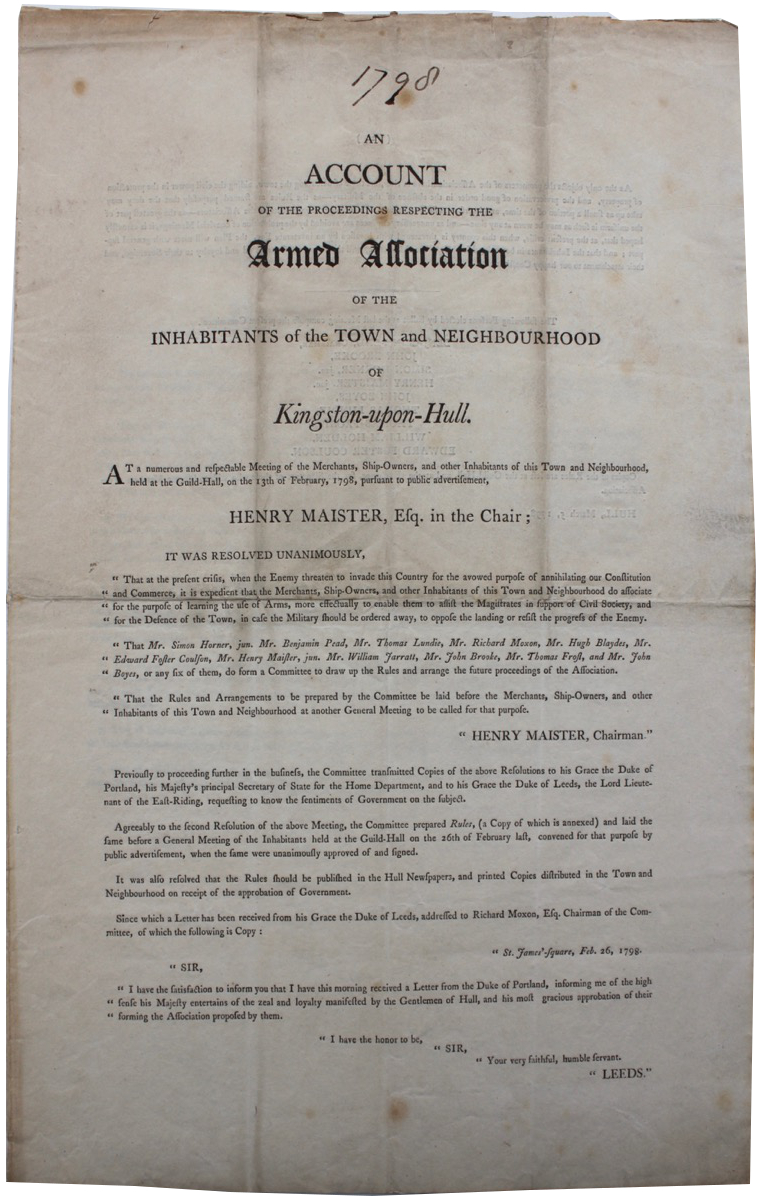 1798
AN
ACCOUNT
OF THE PROCEEDINGS RESPECTING THE
Armed Aſſociation
OF THE
INHABITANTS of the TOWN and NEIGHBOURHOOD
OF
Kingston-upon-Hull.
AT a numerous and reſpectable Meeting of the Merchants, Ship-Owners, and other Inhabitants of this Town and Neighbourhood,
held at the Guild-Hall, on the 13th of February, 1798, purſuant to public advertiſement,
HENRY MAISTER, Eſq. in the Chair;
IT WAS RESOLVED UNANIMOUSLY,
“ That at the preſent criſis, when the Enemy threaten to invade this Country for the avowed purpoſe of annihilating our Conſtitution
“ and Commerce, it is expedient that the Merchants, Ship-Owners, and other Inhabitants of this Town and Neighbourhood do aſſociate
“ for the purpoſe of learning the uſe of Arms, more effectually to enable them to aſſiſt the Magiſtrates in ſupport of Civil Society, and
“ for the Defence of the Town, in caſe the Military ſhould be ordered away, to oppoſe the landing or reſiſt the progreſs of the Enemy.
“ That Mr. Simon Horner, jun. Mr. Benjamin Pead, Mr. Thomas Lundie, Mr. Richard Moxon, Mr. Hugh Blaydes, Mr.
“ Edward Foſter Coulſon, Mr. Henry Maiſter, jun. Mr. William Jarratt, Mr. John Brooke, Mr. Thomas Froſt, and Mr. John
“ Boyes, or any ſix of them, do form a Committee to draw up the Rules and arrange the future proceedings of the Aſſociation.
“ That the Rules and Arrangements to be prepared by the Committee be laid before the Merchants, Ship-Owners, and other
“ Inhabitants of this Town and Neighbourhood at another General Meeting to be called for that purpoſe.
“ HENRY MAISTER, Chairman.”
Previouſly to proceeding further in the buſineſs, the Committee tranſmitted Copies of the above Reſolutions to his Grace the Duke of
Portland, his Majeſty's principal Secretary of State for the Home Department, and to his Grace the Duke of Leeds, the Lord Lieute-
nant of the Eaſt-Riding, requeſting to know the ſentiments of Government on the ſubject.
Agreeably to the ſecond Reſolution of the above Meeting, the Committee prepared Rules, (a Copy of which is annexed) and laid the
ſame before a General Meeting of the Inhabitants held at the Guild-Hall on the 26th of February laſt, convened for that purpoſe by
public advertiſement, when the ſame were unanimouſly approved of and ſigned.
It was alſo reſolved that the Rules ſhould be publiſhed in the Hull Newſpapers, and printed Copies diſtributed in the Town and
Neighbourhood on receipt of the approbation of Government.
Since which a Letter has been received from his Grace the Duke of Leeds, addreſſed to Richard Moxon, Eſq. Chairman of the Com-
mittee, of which the following is Copy :
“ St. James'-ſquare, Feb. 26, 1798.
“ SIR,
“ I have the ſatisfaction to inform you that I have this morning received a Letter from the Duke of Portland, informing me of the high
“ ſenſe his Majeſty entertains of the zeal and loyalty manifeſted by the Gentlemen of Hull, and his moſt gracious approbation of their
“ forming the Aſſociation propoſed by them.
“ I have the honor to be,
“ SIR,
“ Your very faithful, humble ſervant.
“ LEEDS.”